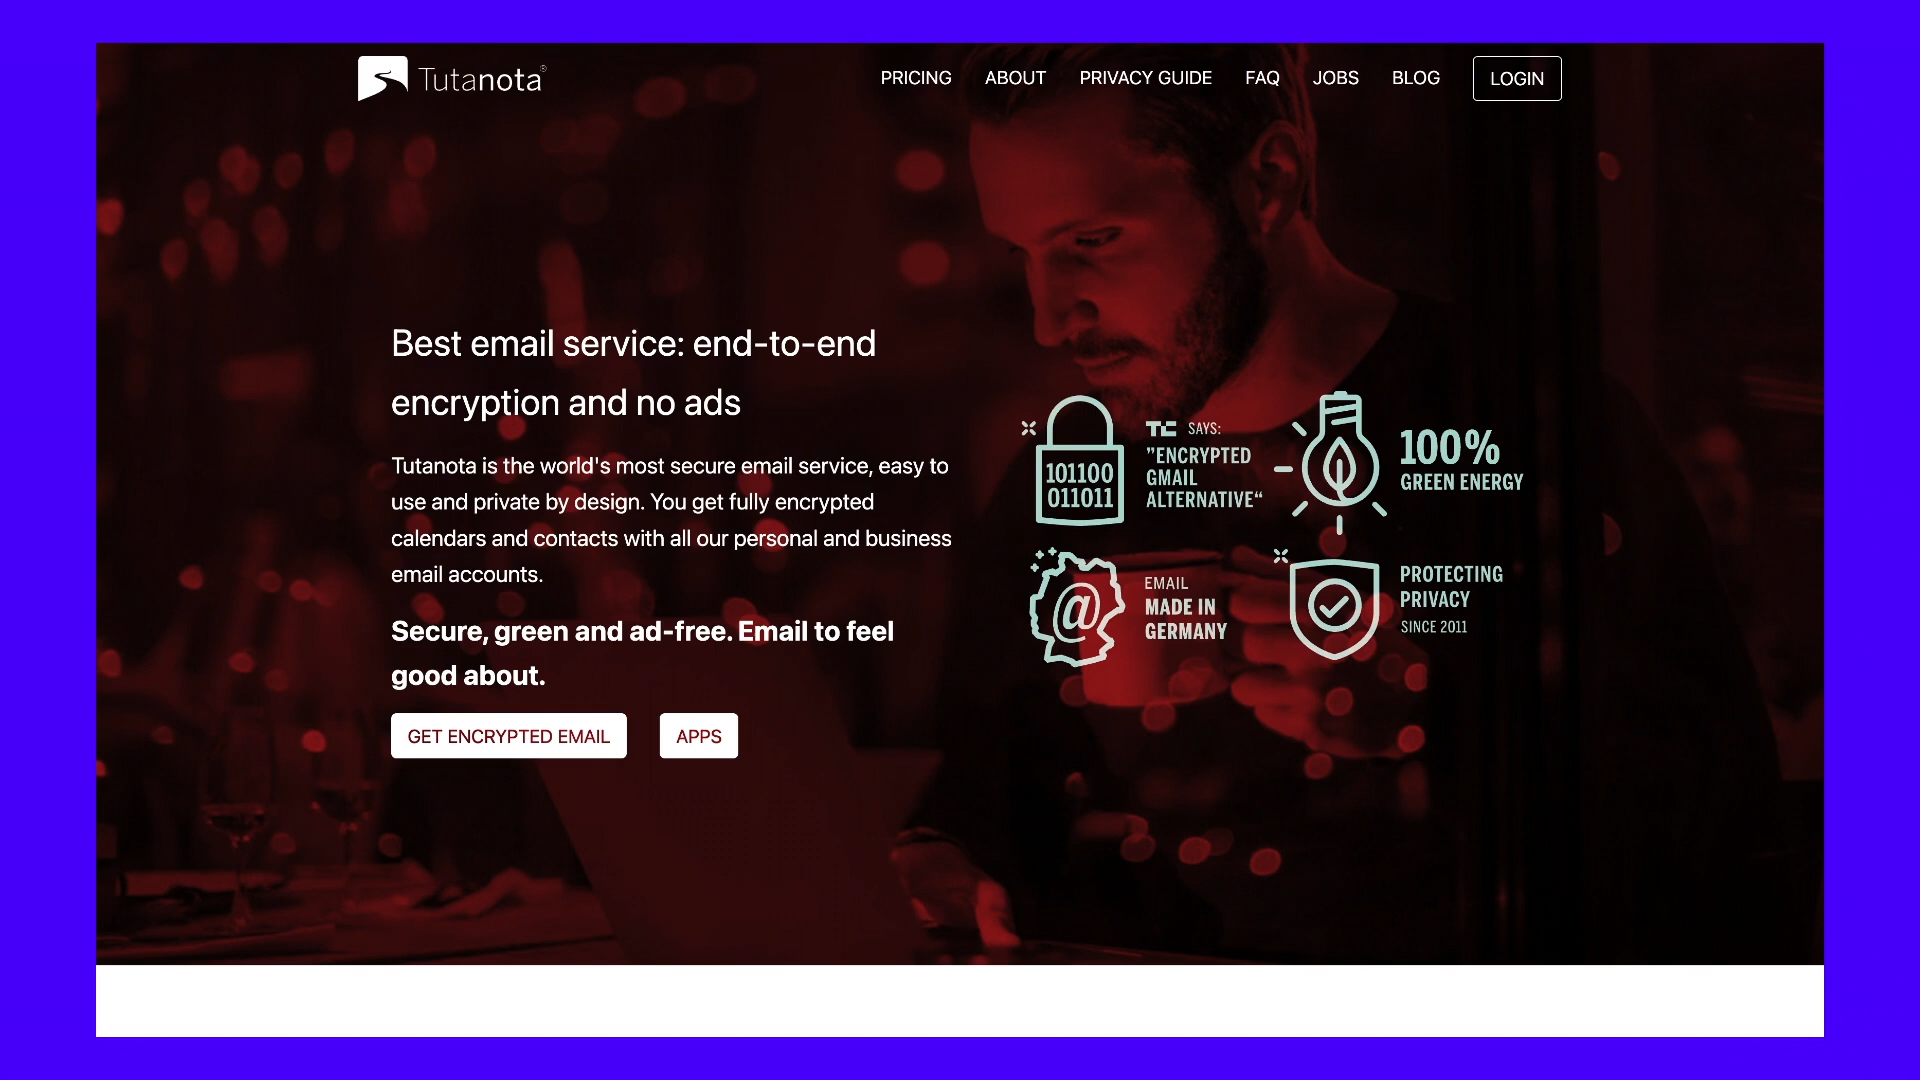 Tutanota®
PRICING ABOUT PRIVACY GUIDE FAQ JOBS BLOG LOGIN
Best email service: end-to-end
encryption and no ads
Tutanota is the world's most secure email service, easy to
use and private by design. You get fully encrypted
calendars and contacts with all our personal and business
email accounts.
Secure, green and ad-free. Email to feel
good about.
GET ENCRYPTED EMAIL APPS
101100
011011
TC SAYS:
"ENCRYPTED
GMAIL
ALTERNATIVE“
100%
GREEN ENERGY
@
EMAIL
MADE IN
GERMANY
PROTECTING
PRIVACY
SINCE 2011